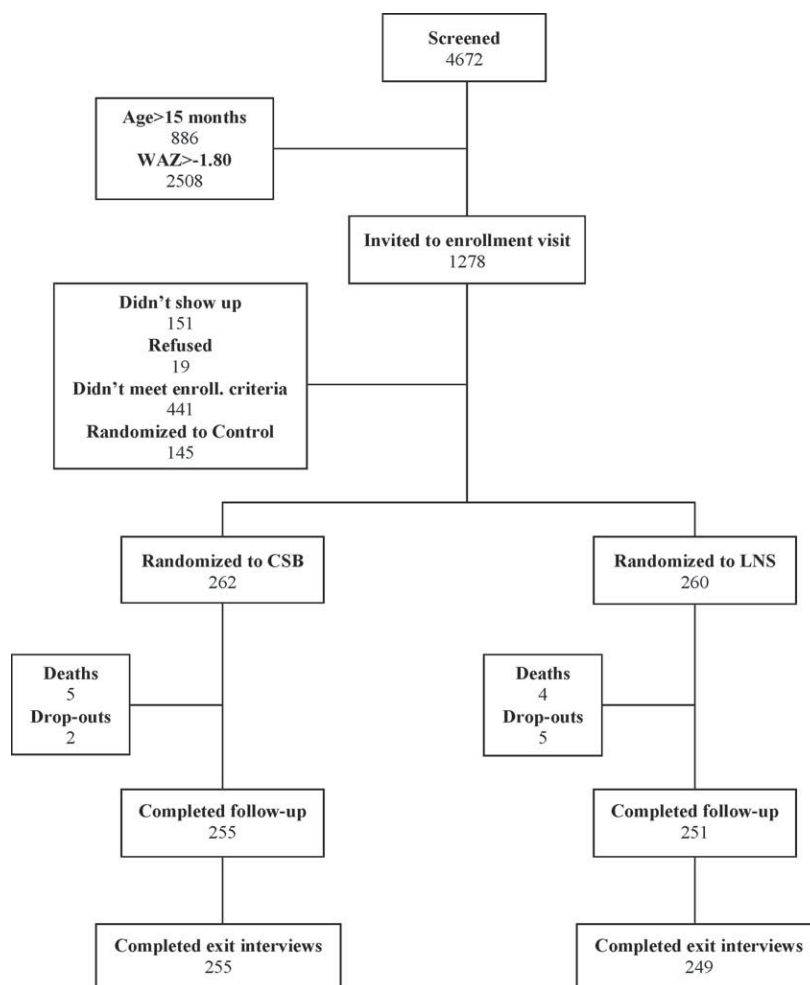 Screened
4672
Age>15 months
886
WAZ>-1.80
2508
Invited to enrollment visit
1278
Didn't show up
151
Refused
19
Didn't meet enroll. criteria
441
Randomized to Control
145
Randomized to CSB
262
Randomized to LNS
260
Deaths
5
Drop-outs
2
Deaths
4
Drop-outs
5
Completed follow-up
255
Completed follow-up
251
Completed exit interviews
255
Completed exit interviews
249